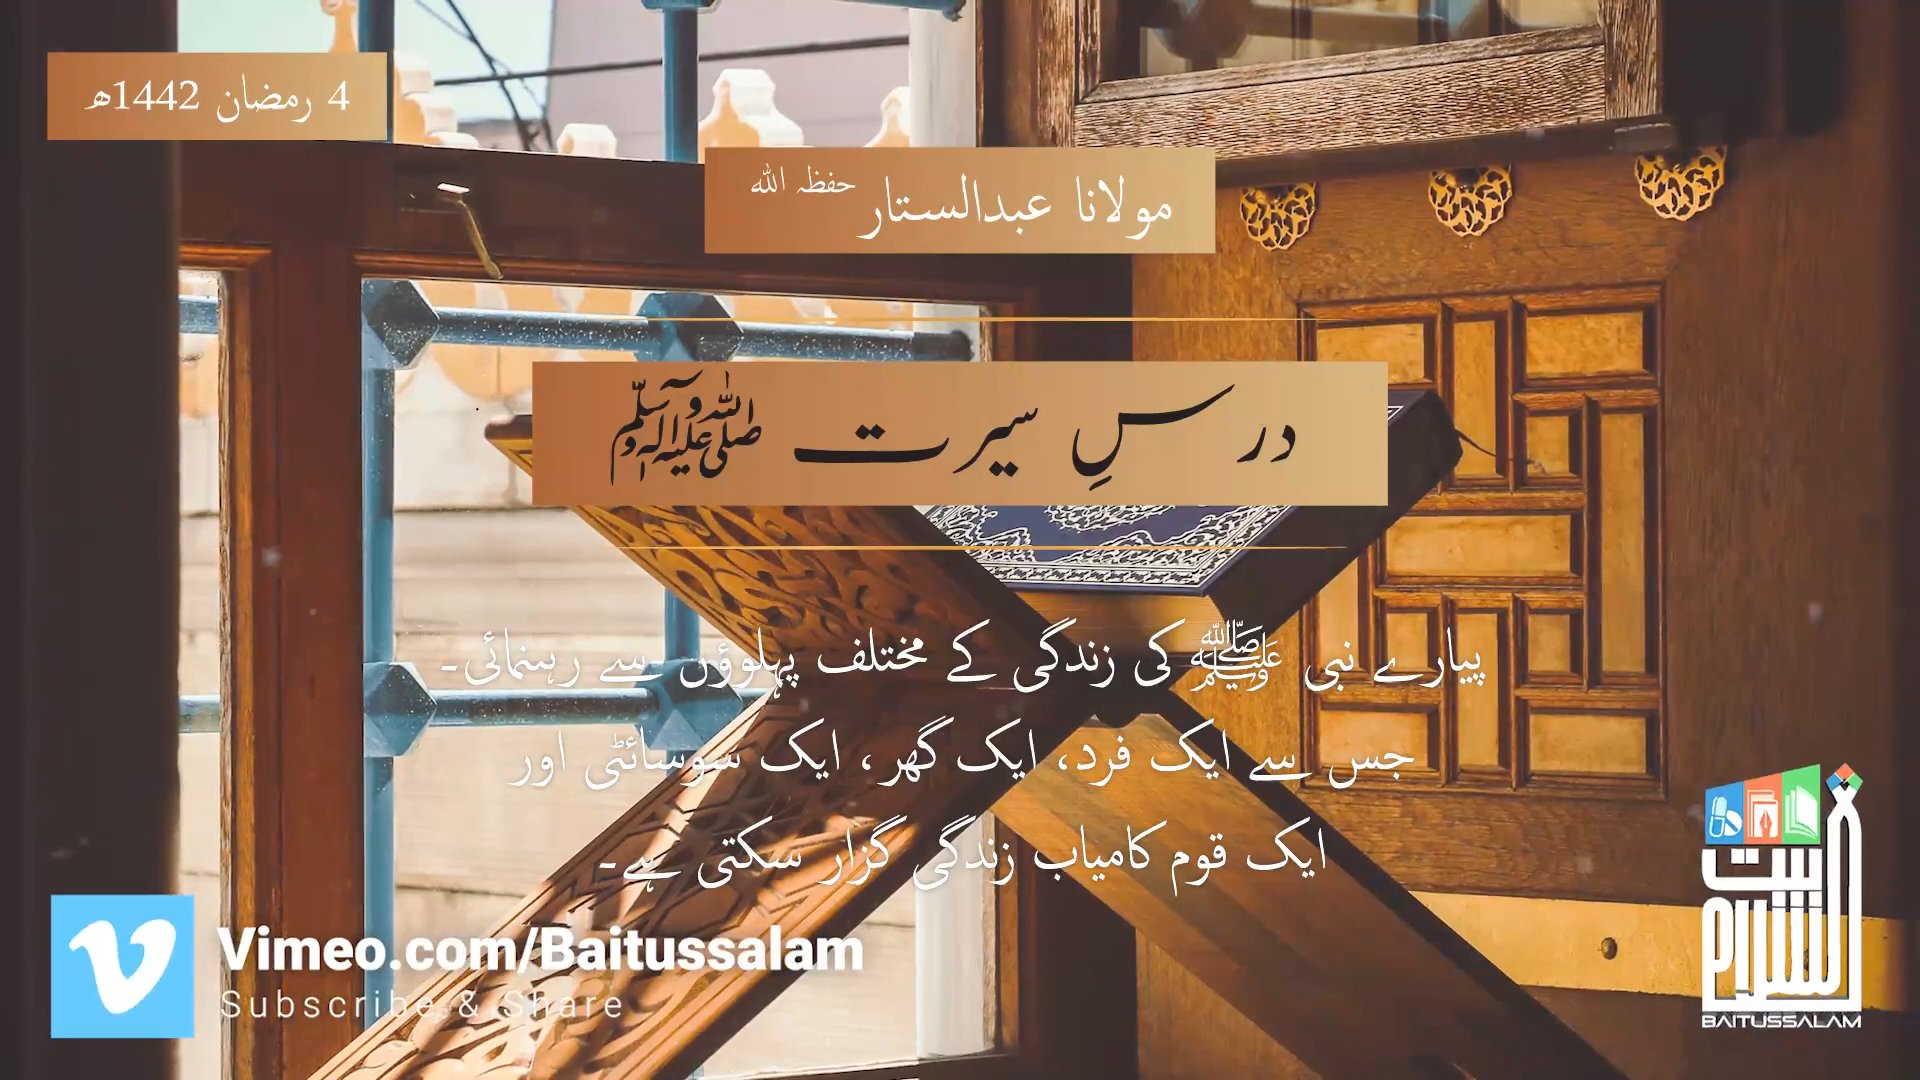 4 رمضان 1442ھ
مولانا عبدالستار حفظہ اللہ
درسِ سیرت صلی اللہ علیہ وآلہ وسلم
پیارے نبی ﷺ کی زندگی کے مختلف پہلوؤں سے رہنمائی۔
جس سے ایک فرد، ایک گھر، ایک سوسائٹی اور
ایک قوم کامیاب زندگی گزار سکتی ہے۔
Vimeo.com/Baitussalam
Subscribe & Share
بیت السلام
BAITUSSALAM